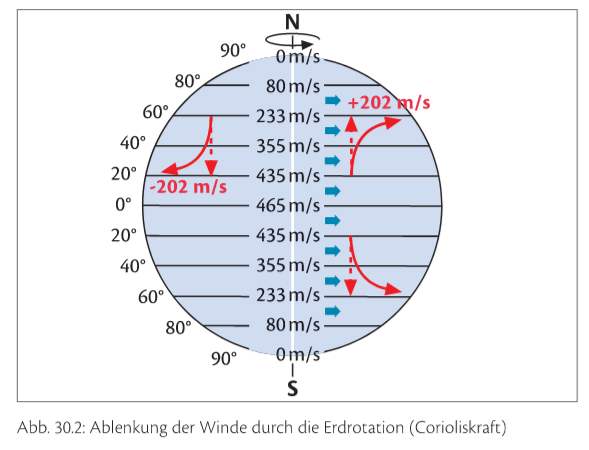 N
90° 0 m/s
80° 80 m/s
+202 m/s
60° 233 m/s
40° 355 m/s
20° 435 m/s
-202 m/s
0° 465 m/s
20° 435 m/s
40° 355 m/s
60° 233 m/s
80° 80 m/s
90° 0 m/s
S
Abb. 30.2: Ablenkung der Winde durch die Erdrotation (Corioliskraft)